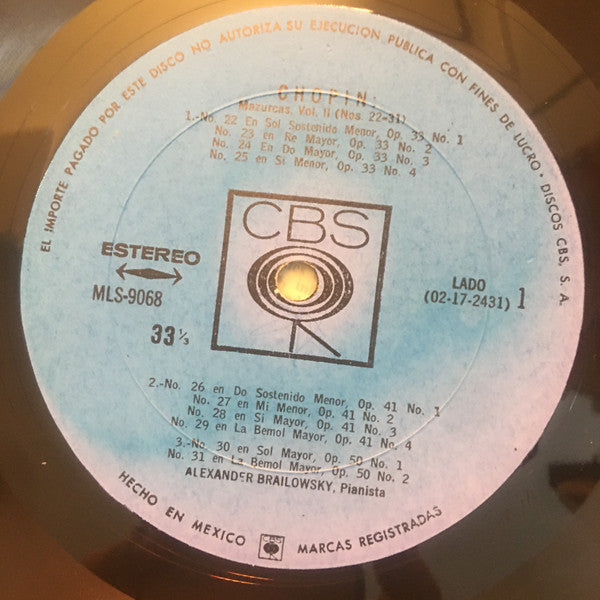 EL IMPORTE PAGADO POR ESTE DISCO NO AUTORIZA SU EJECUCION PUBLICA CON FINES DE LUCRO • DISCOS CBS, S. A.
CHOPIN:
Mazurcas, Vol. II (Nos. 22-31)
1.-No. 22 En Sol Sostenido Menor, Op. 33 No. 1
No. 23 en Re Mayor, Op. 33 No. 2
No. 24 En Do Mayor, Op. 33 No. 3
No. 25 en Si Menor, Op. 33 No. 4
CBS
ESTEREO
MLS-9068
33 1/3
LADO
(02-17-2431) 1
2.-No. 26 en Do Sostenido Menor, Op. 41 No. 1
No. 27 en Mi Menor, Op. 41 No. 2
No. 28 en Si Mayor, Op. 41 No. 3
No. 29 en La Bemol Mayor, Op. 41 No. 4
3.-No. 30 en Sol Mayor, Op. 50 No. 1
No. 31 en La Bemol Mayor, Op. 50 No. 2
ALEXANDER BRAILOWSKY, Pianista
HECHO EN MEXICO CBS MARCAS REGISTRADAS